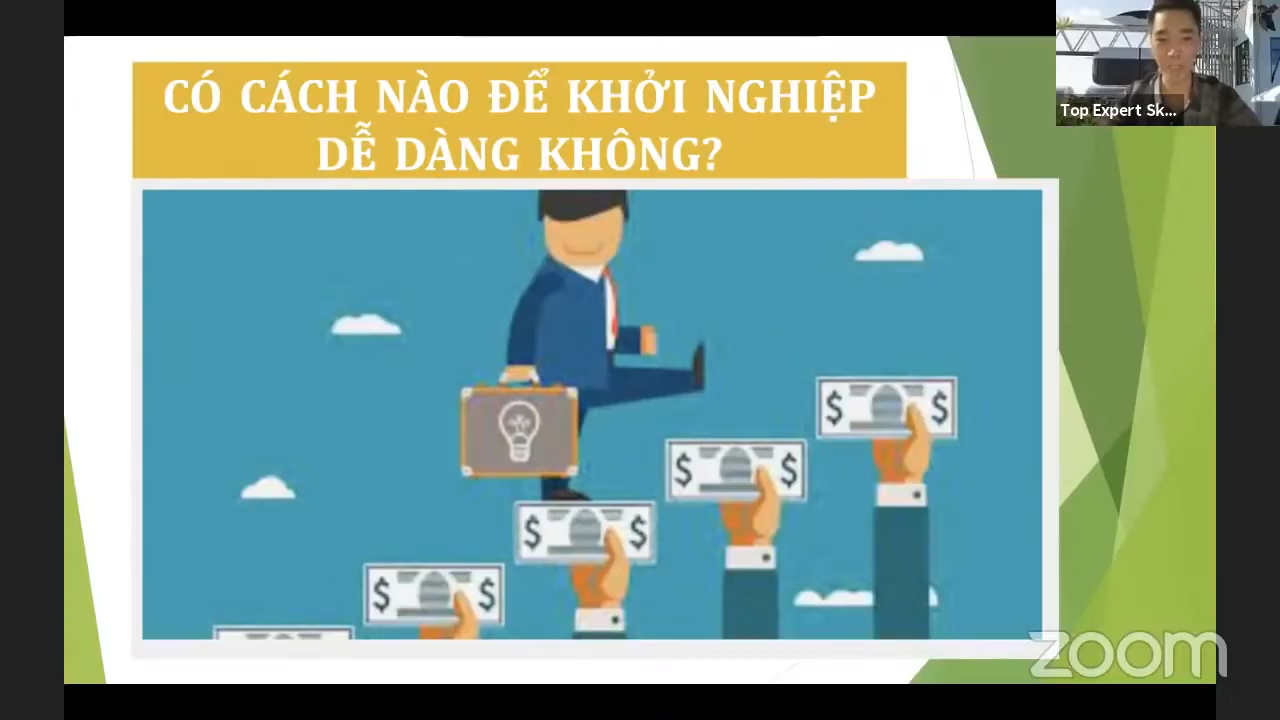 CÓ CÁCH NÀO ĐỂ KHỞI NGHIỆP
DỄ DÀNG KHÔNG?
Top Expert Sk...
$ $
$ $
$ $
$ $
zoom